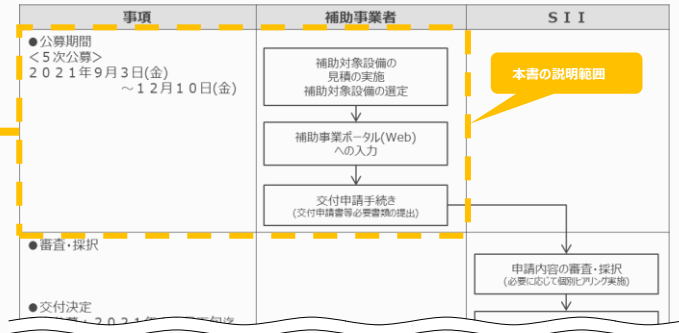 事項
補助事業者
SII
●公募期間
<5次公募>
2021年9月3日(金)
～12月10日(金)
補助対象設備の
見積の実施
補助対象設備の選定
本書の説明範囲
補助事業ポータル(Web)
への入力
交付申請手続き
(交付申請書等必要書類の提出)
●審査・採択
申請内容の審査・採択
(必要に応じて個別ヒアリング実施)
●交付決定